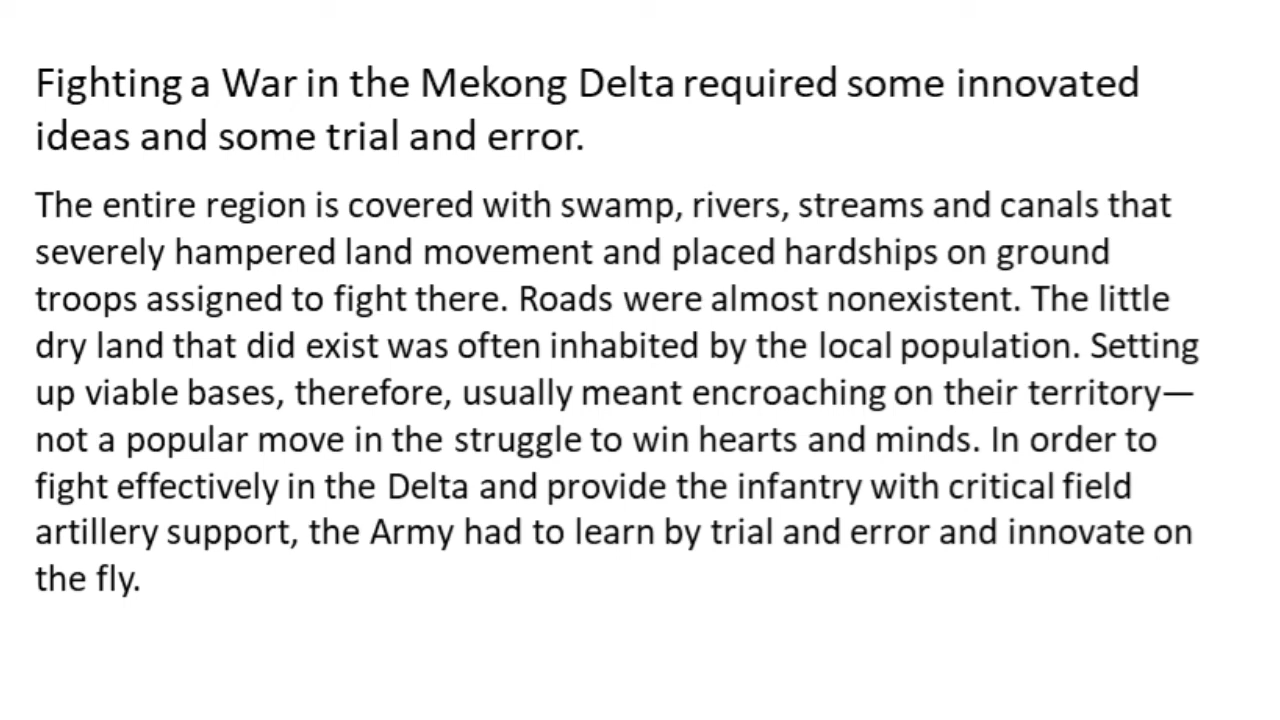 Fighting a War in the Mekong Delta required some innovated
ideas and some trial and error.
The entire region is covered with swamp, rivers, streams and canals that
severely hampered land movement and placed hardships on ground
troops assigned to fight there. Roads were almost nonexistent. The little
dry land that did exist was often inhabited by the local population. Setting
up viable bases, therefore, usually meant encroaching on their territory—
not a popular move in the struggle to win hearts and minds. In order to
fight effectively in the Delta and provide the infantry with critical field
artillery support, the Army had to learn by trial and error and innovate on
the fly.